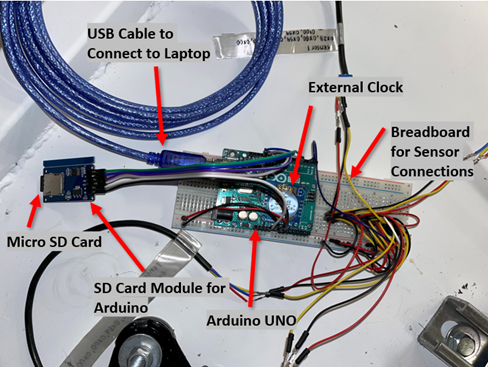 USB Cable to
Connect to Laptop
External Clock
Breadboard
for Sensor
Connections
Micro SD Card
SD Card Module for
Arduino
Arduino UNO